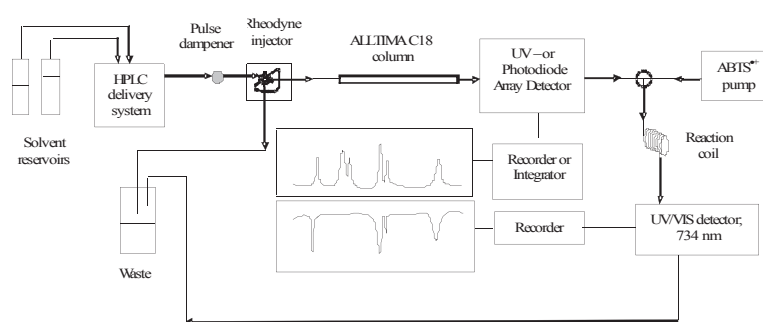 Pulse
dampener
Rheodyne
injector
ALLTIMA C18
column
HPLC
delivery
system
UV–or
Photodiode
Array Detector
ABTS•+
pump
Solvent
reservoirs
Reaction
coil
Recorder or
Integrator
Recorder
UV/VIS detector,
734 nm
Waste